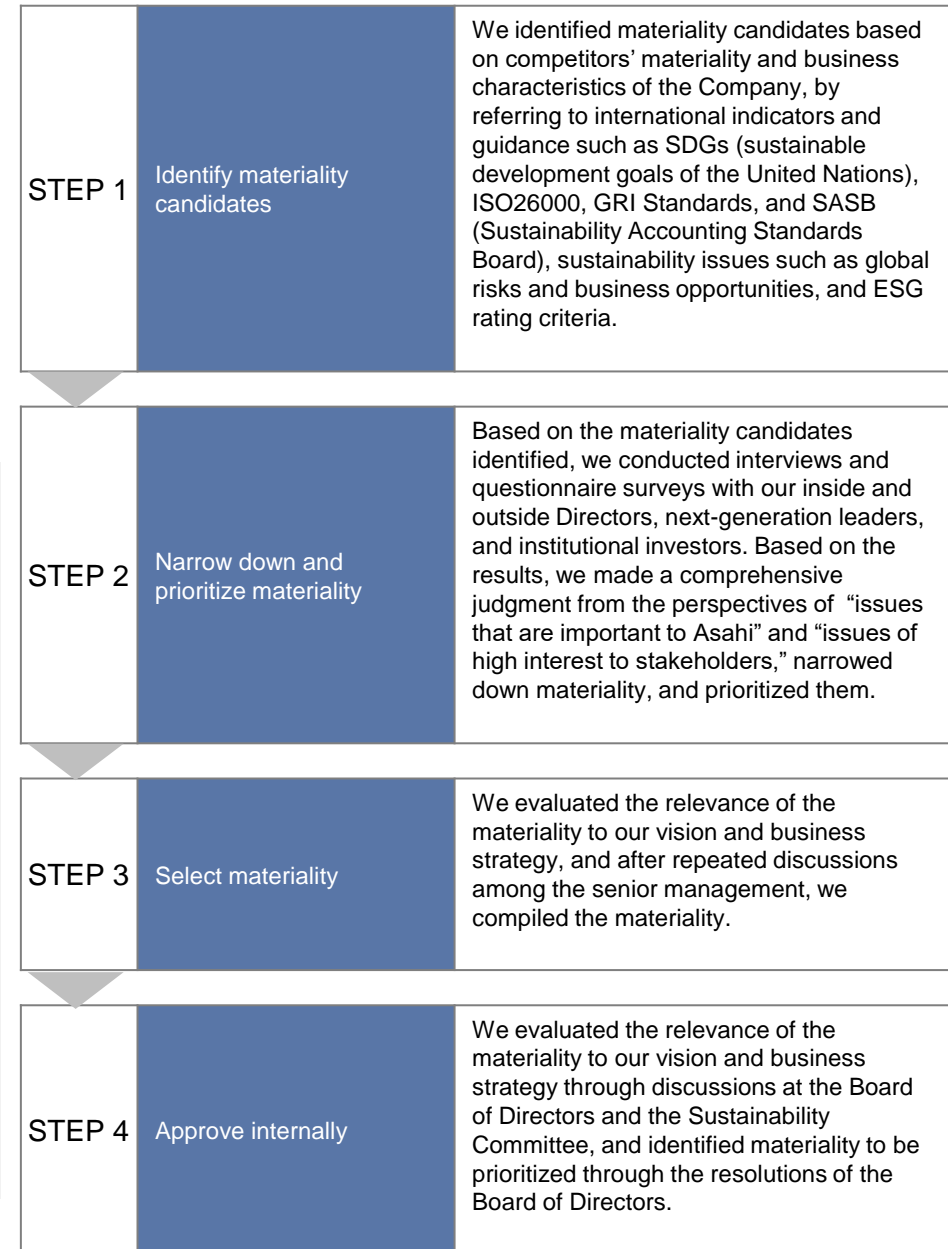 STEP 1
Identify materiality
candidates
We identified materiality candidates based
on competitors’ materiality and business
characteristics of the Company, by
referring to international indicators and
guidance such as SDGs (sustainable
development goals of the United Nations),
ISO26000, GRI Standards, and SASB
(Sustainability Accounting Standards
Board), sustainability issues such as global
risks and business opportunities, and ESG
rating criteria.
STEP 2
Narrow down and
prioritize materiality
Based on the materiality candidates
identified, we conducted interviews and
questionnaire surveys with our inside and
outside Directors, next-generation leaders,
and institutional investors. Based on the
results, we made a comprehensive
judgment from the perspectives of “issues
that are important to Asahi” and “issues of
high interest to stakeholders,” narrowed
down materiality, and prioritized them.
STEP 3
Select materiality
We evaluated the relevance of the
materiality to our vision and business
strategy, and after repeated discussions
among the senior management, we
compiled the materiality.
STEP 4
Approve internally
We evaluated the relevance of the
materiality to our vision and business
strategy through discussions at the Board
of Directors and the Sustainability
Committee, and identified materiality to be
prioritized through the resolutions of the
Board of Directors.